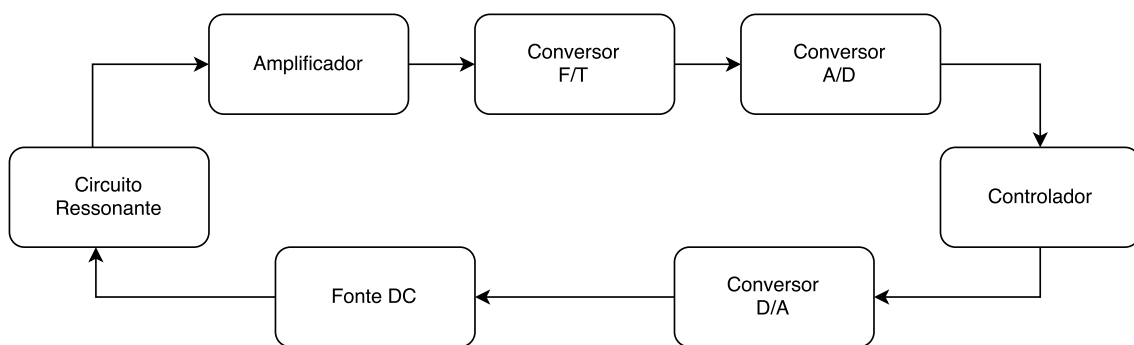 Amplificador
Conversor
F/T
Conversor
A/D
Circuito
Ressonante
Controlador
Fonte DC
Conversor
D/A